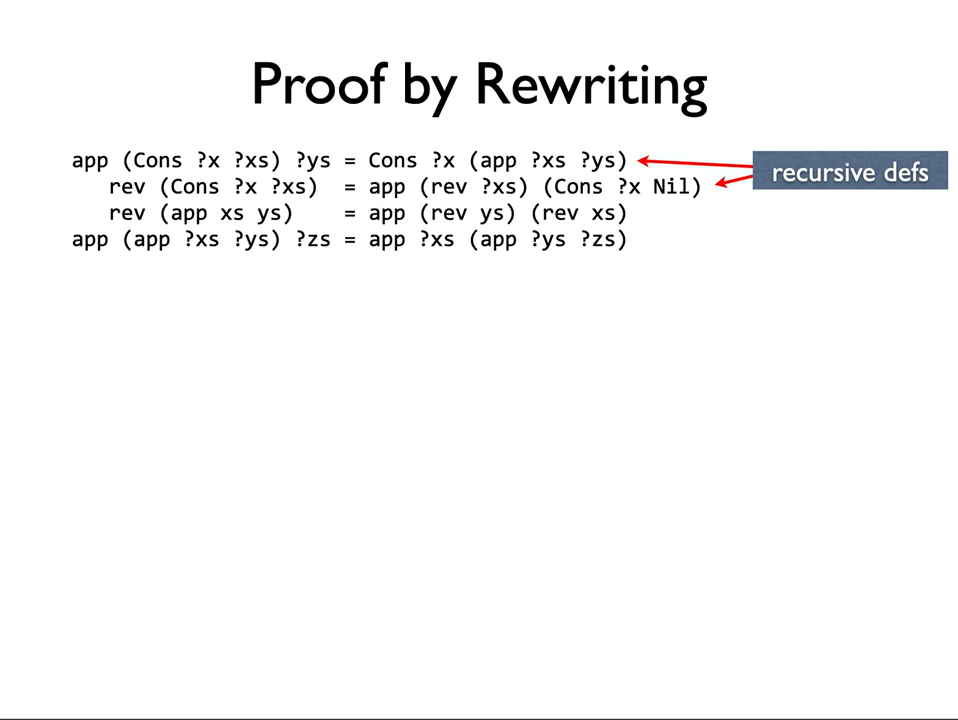 Proof by Rewriting
app (Cons ?x ?xs) ?ys = Cons ?x (app ?xs ?ys)
rev (Cons ?x ?xs) = app (rev ?xs) (Cons ?x Nil)
rev (app xs ys) = app (rev ys) (rev xs)
app (app ?xs ?ys) ?zs = app ?xs (app ?ys ?zs)
recursive defs